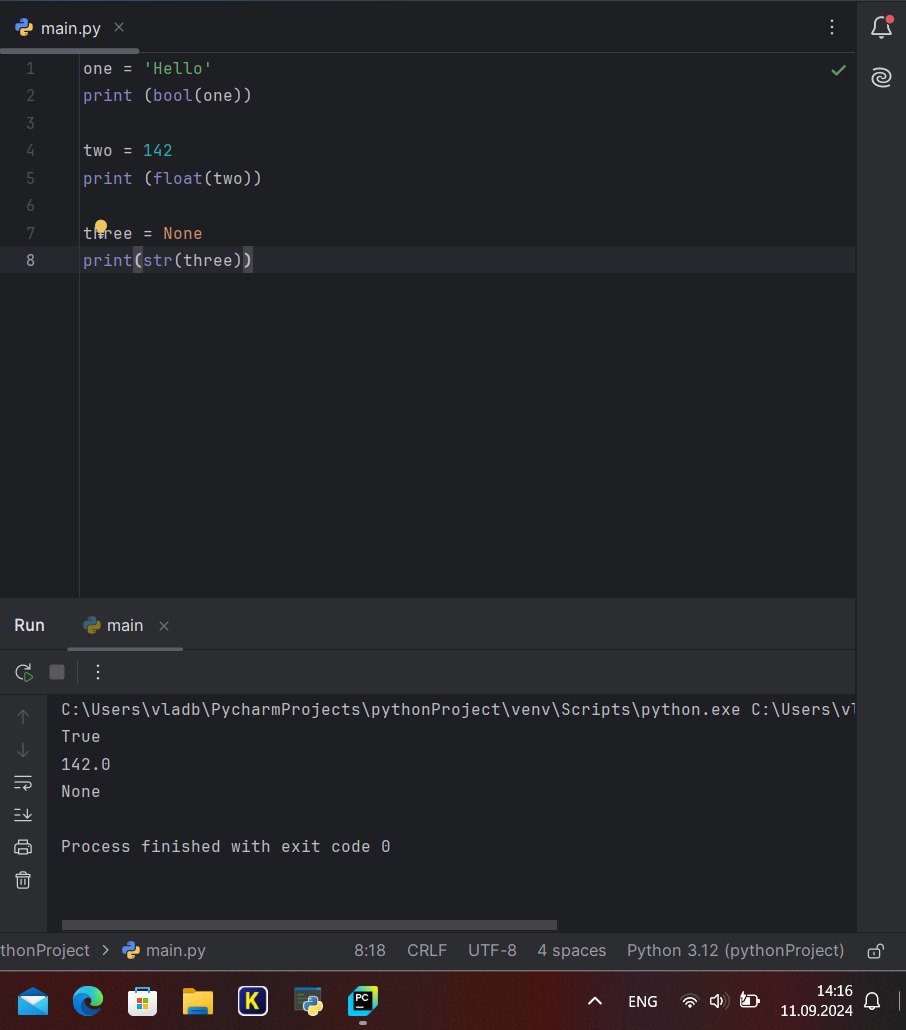 main.py
1 one = 'Hello'
2 print (bool(one))
3
4 two = 142
5 print (float(two))
6
7 three = None
8 print(str(three))
Run main
C:\Users\vladb\PycharmProjects\pythonProject\venv\Scripts\python.exe C:\Users\vl
True
142.0
None
Process finished with exit code 0
thonProject > main.py 8:18 CRLF UTF-8 4 spaces Python 3.12 (pythonProject)
K PC ENG 14:16
11.09.2024